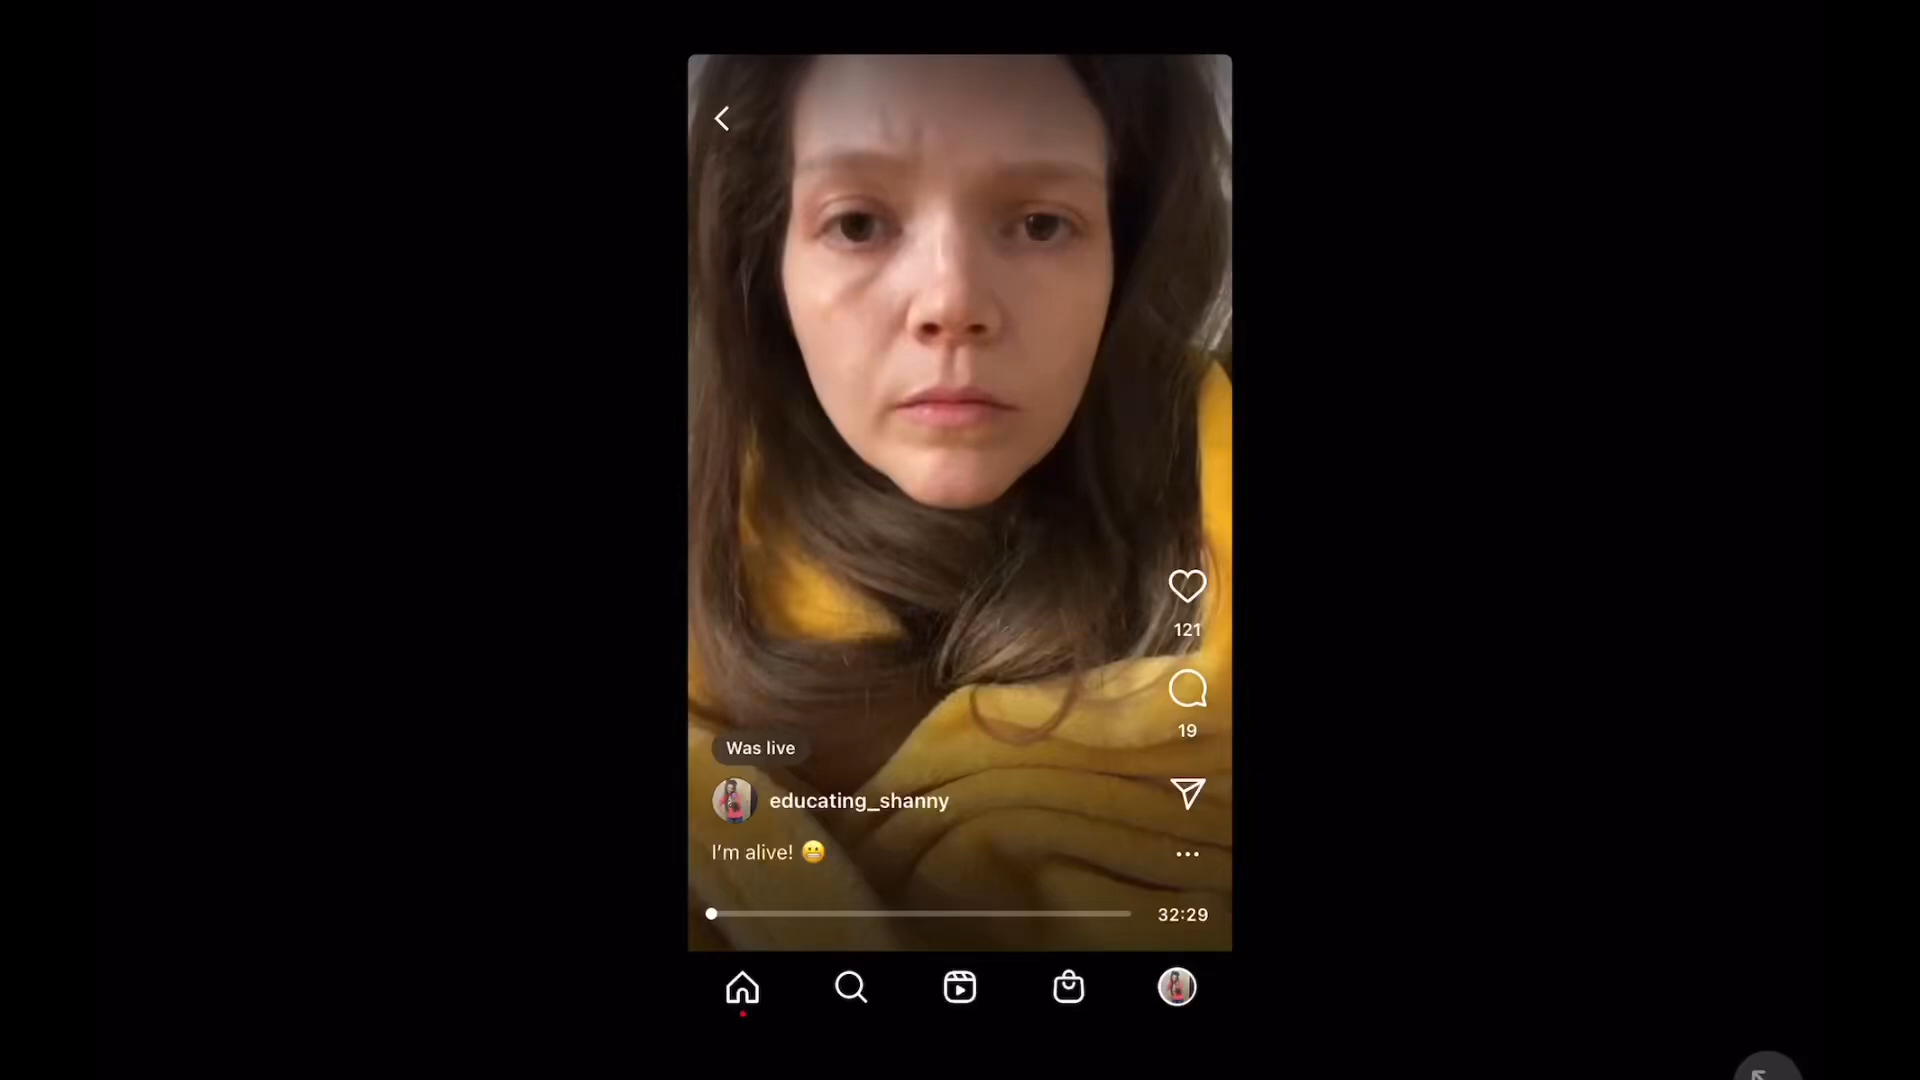 121
19
Was live
educating_shanny
I’m alive! 😬
32:29